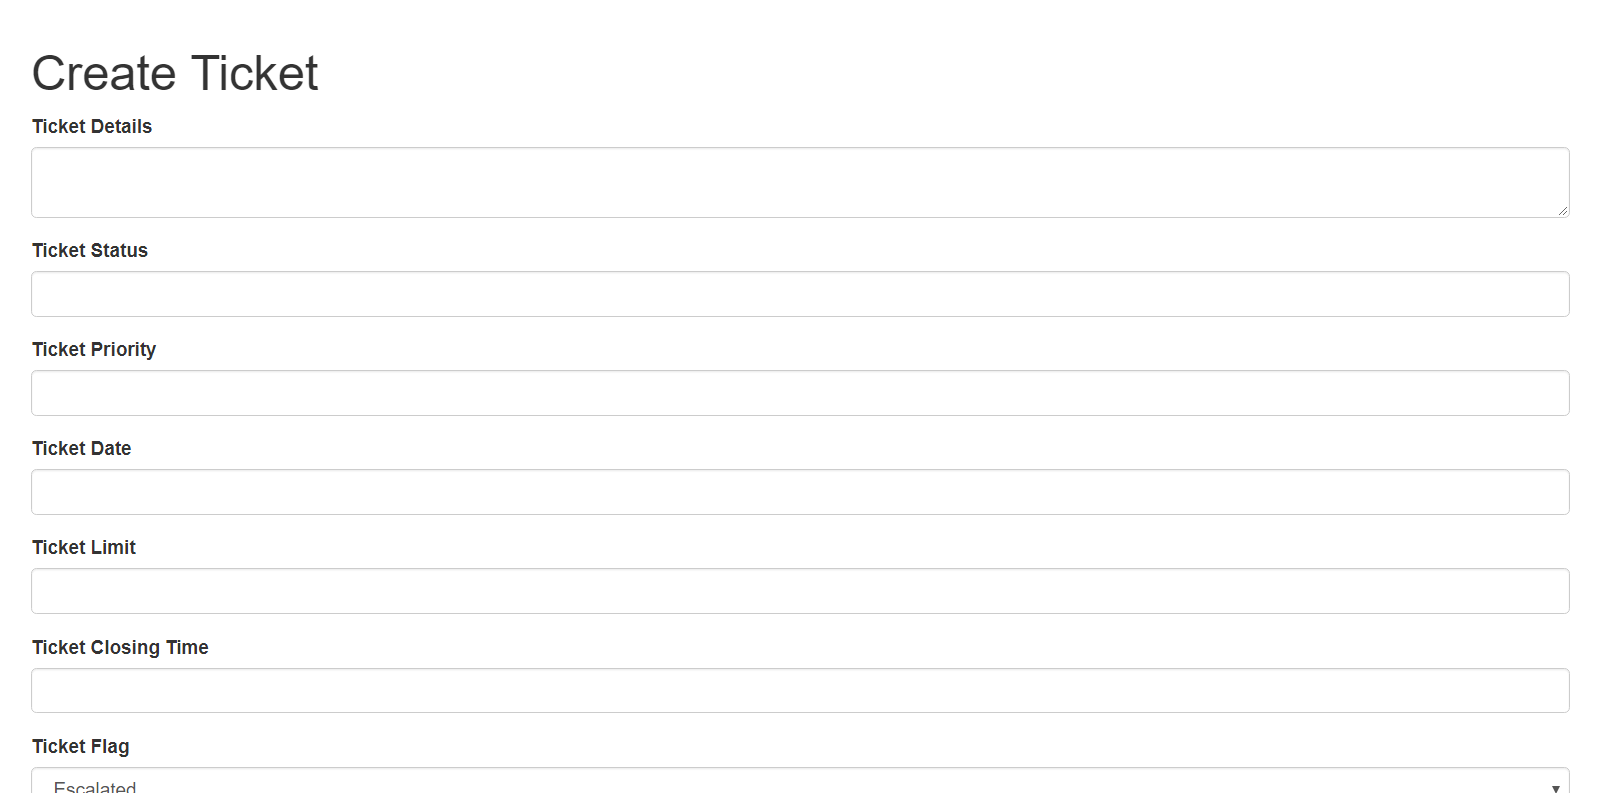 Create Ticket
Ticket Details
Ticket Status
Ticket Priority
Ticket Date
Ticket Limit
Ticket Closing Time
Ticket Flag
Escalated